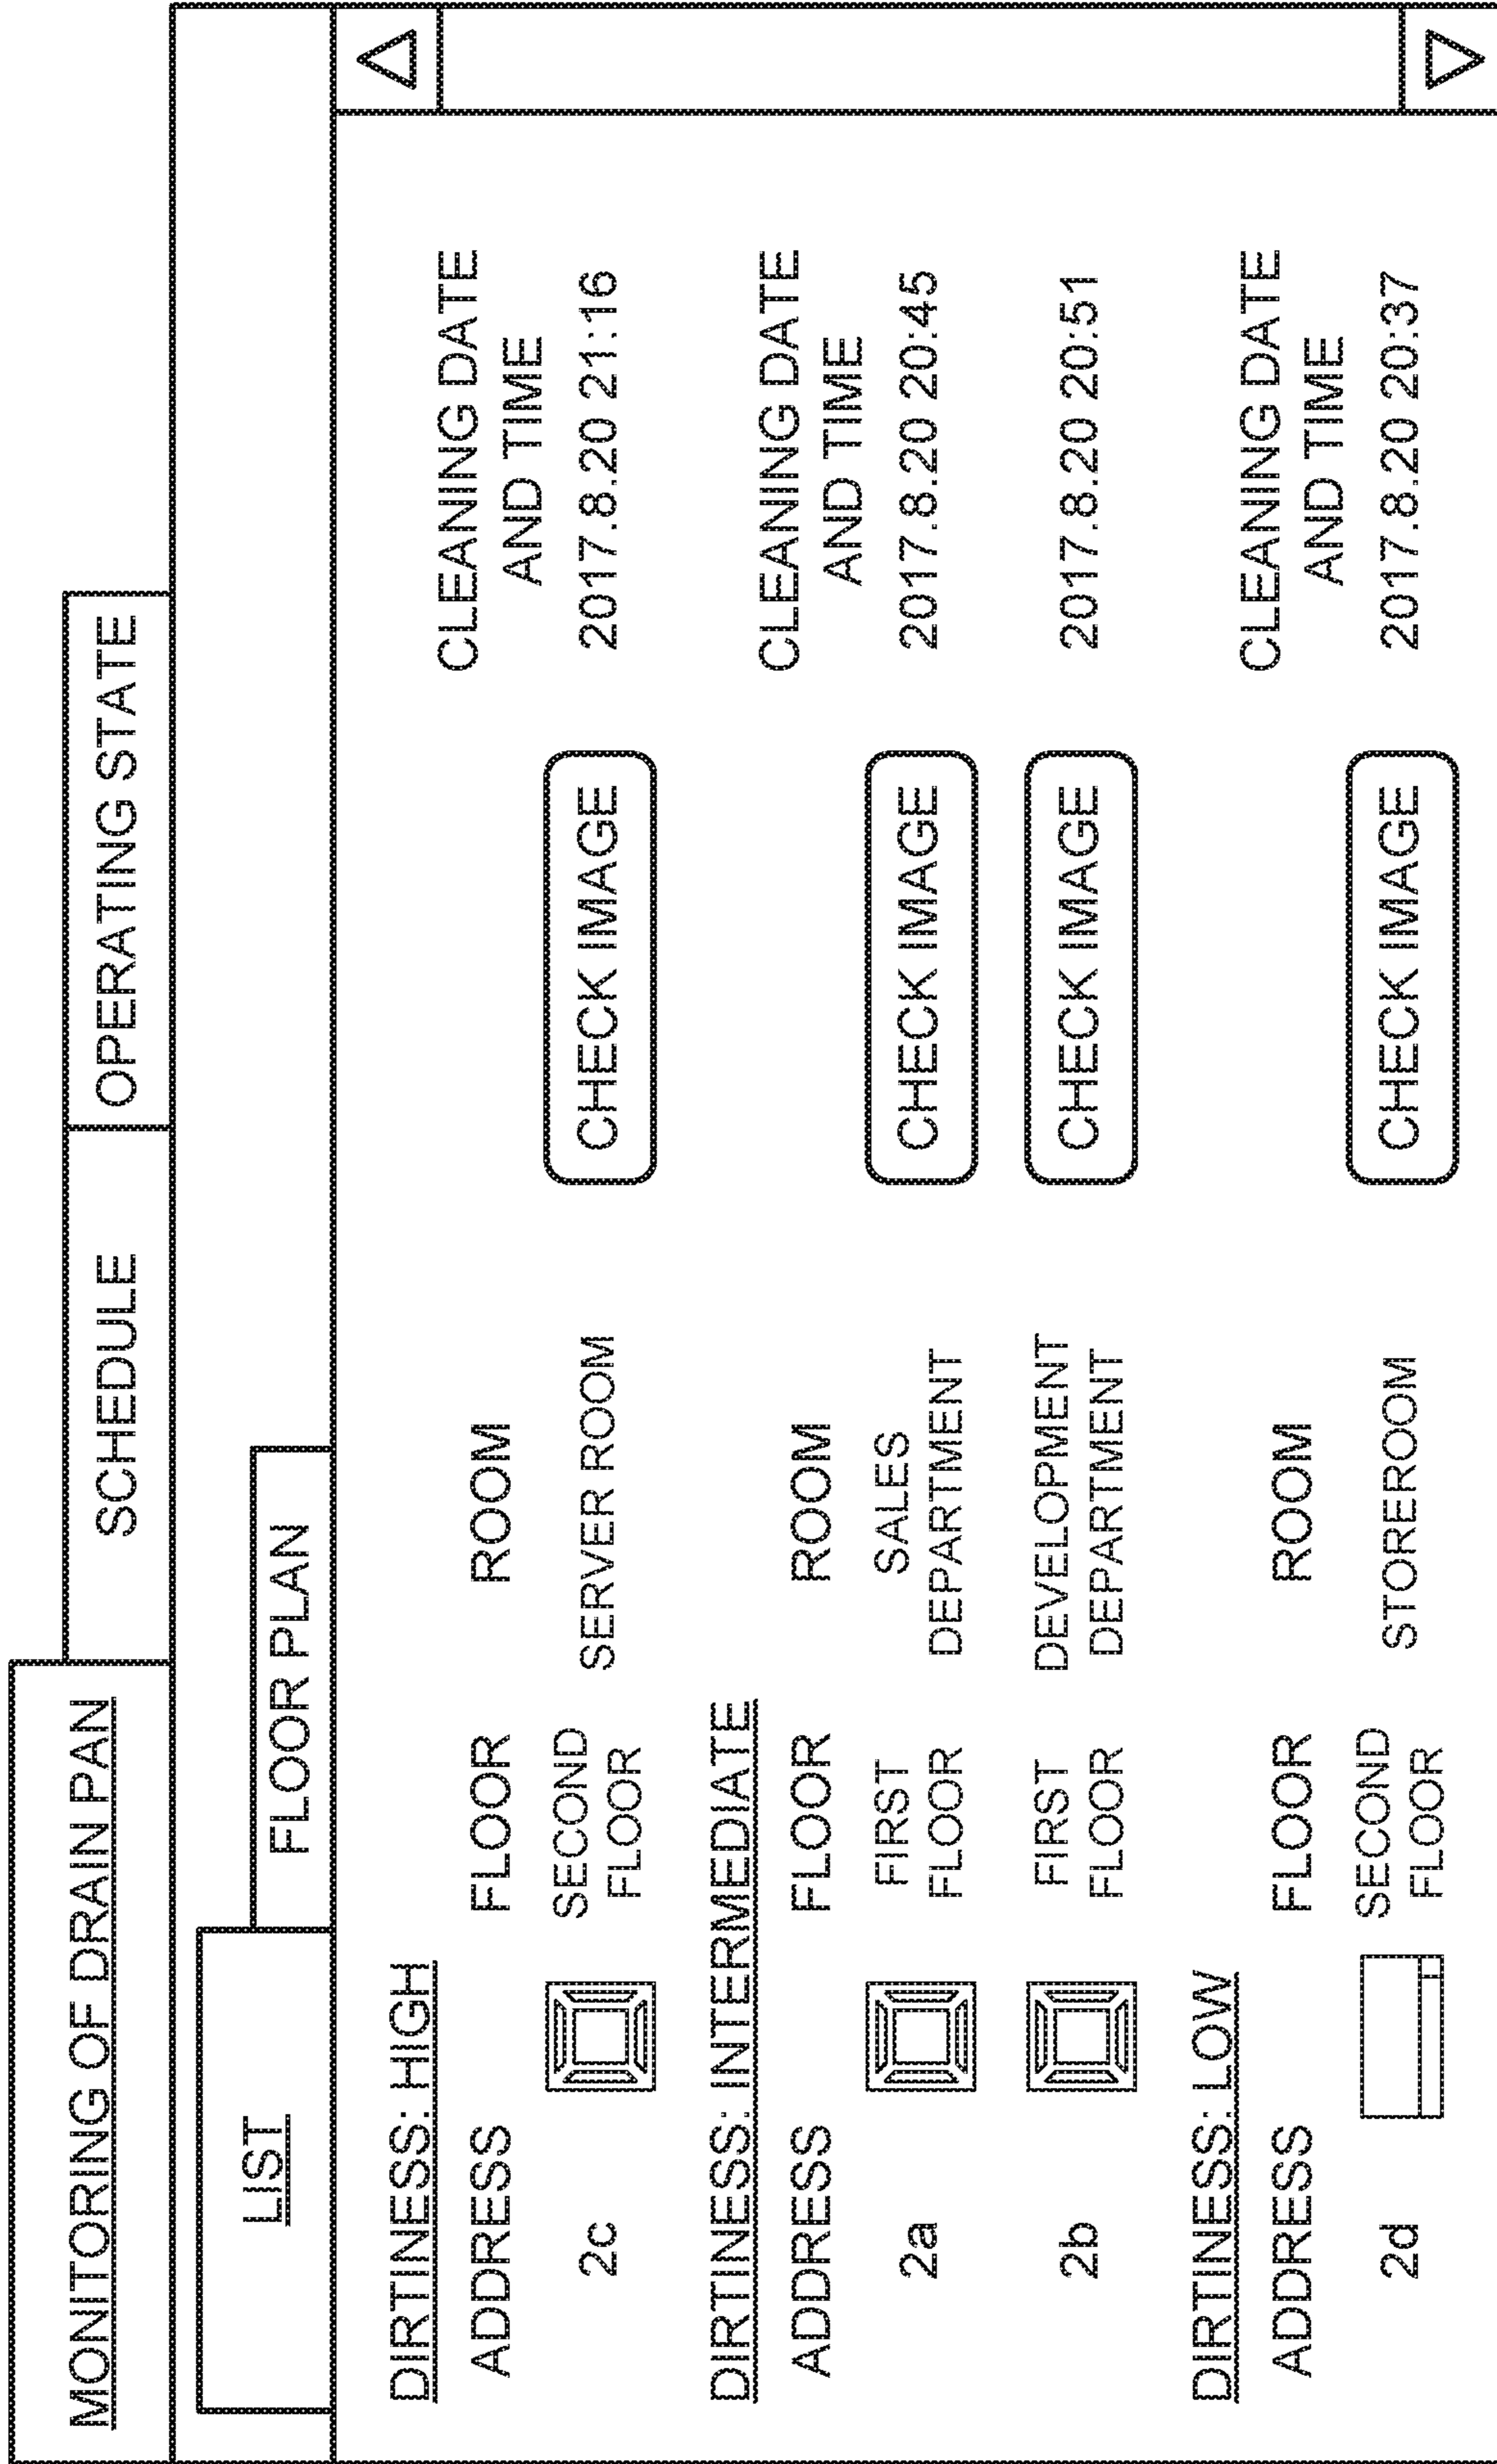 MONITORING OF DRAIN PAN
SCHEDULE
OPERATING STATE
LIST
FLOOR PLAN
DIRTINESS: HIGH
ADDRESS
FLOOR
ROOM
CLEANING DATE
AND TIME
2c
SECOND
FLOOR
SERVER ROOM
CHECK IMAGE
2017.8.20 21:16
DIRTINESS: INTERMEDIATE
ADDRESS
FLOOR
ROOM
CLEANING DATE
AND TIME
2a
FIRST
FLOOR
SALES
DEPARTMENT
CHECK IMAGE
2017.8.20 20:45
2b
FIRST
FLOOR
DEVELOPMENT
DEPARTMENT
CHECK IMAGE
2017.8.20 20:51
DIRTINESS: LOW
ADDRESS
FLOOR
ROOM
CLEANING DATE
AND TIME
2d
SECOND
FLOOR
STOREROOM
CHECK IMAGE
2017.8.20 20:37